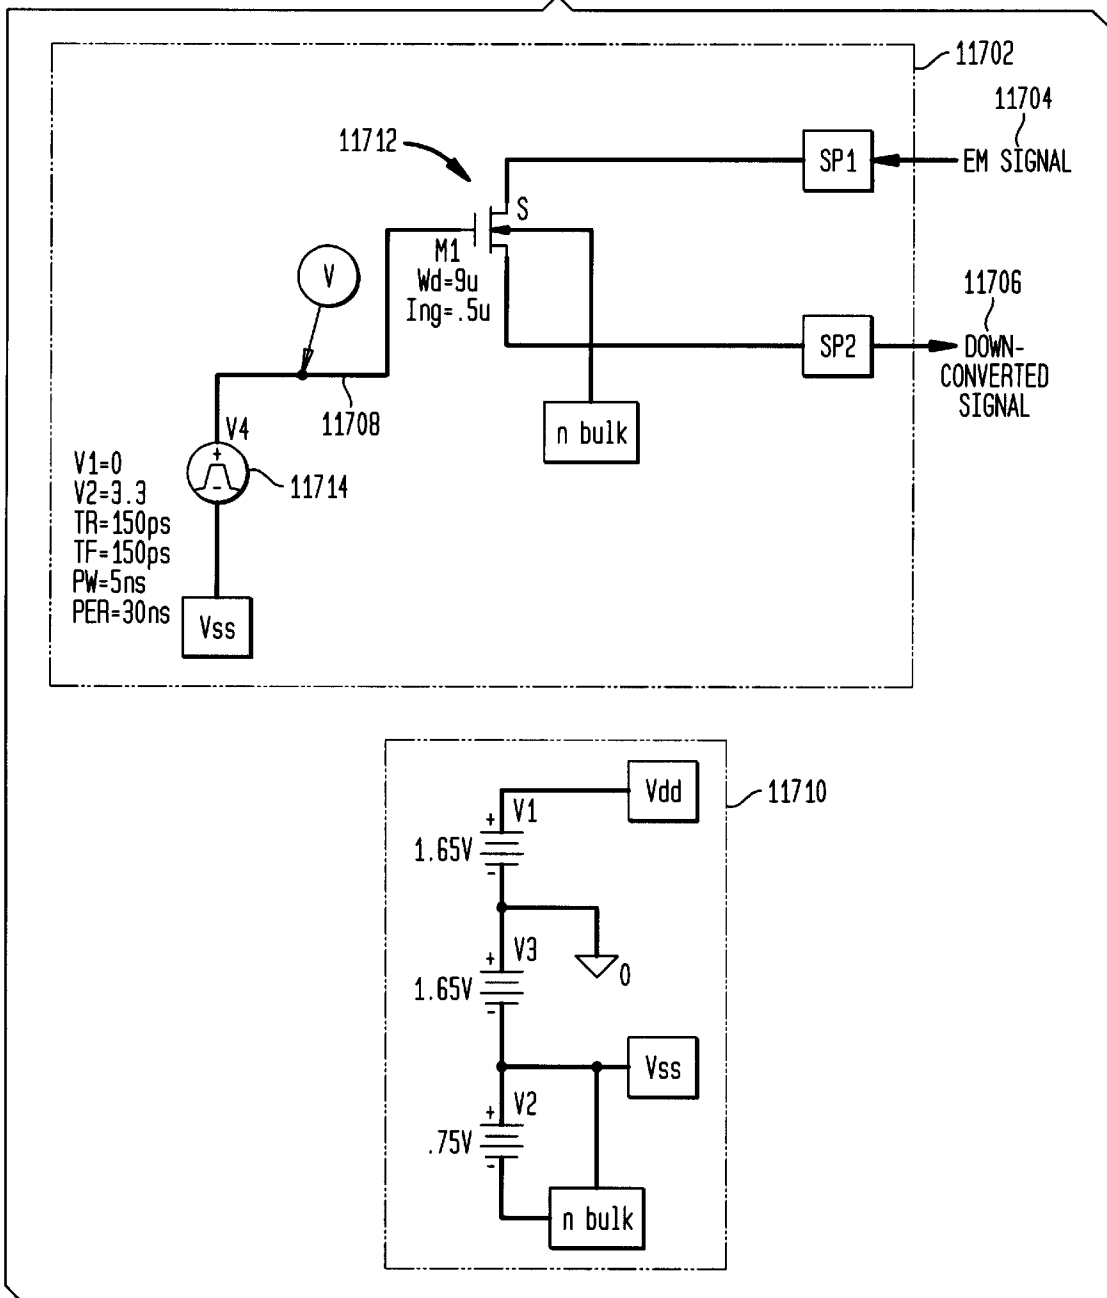 11702
11704
EM SIGNAL
SP1
11712
S
M1
Wd=9u
Ing=.5u
V
11706
DOWN-
CONVERTED
SIGNAL
SP2
11708
n bulk
V4
+
-
11714
V1=0
V2=3.3
TR=150ps
TF=150ps
PW=5ns
PER=30ns
Vss
Vdd
11710
+
V1
1.65V
-
+
V3
1.65V
-
0
Vss
+
V2
.75V
-
n bulk